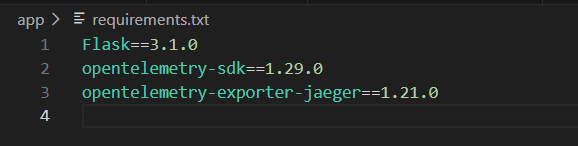 app > requirements.txt
1 Flask==3.1.0
2 opentelemetry-sdk==1.29.0
3 opentelemetry-exporter-jaeger==1.21.0
4